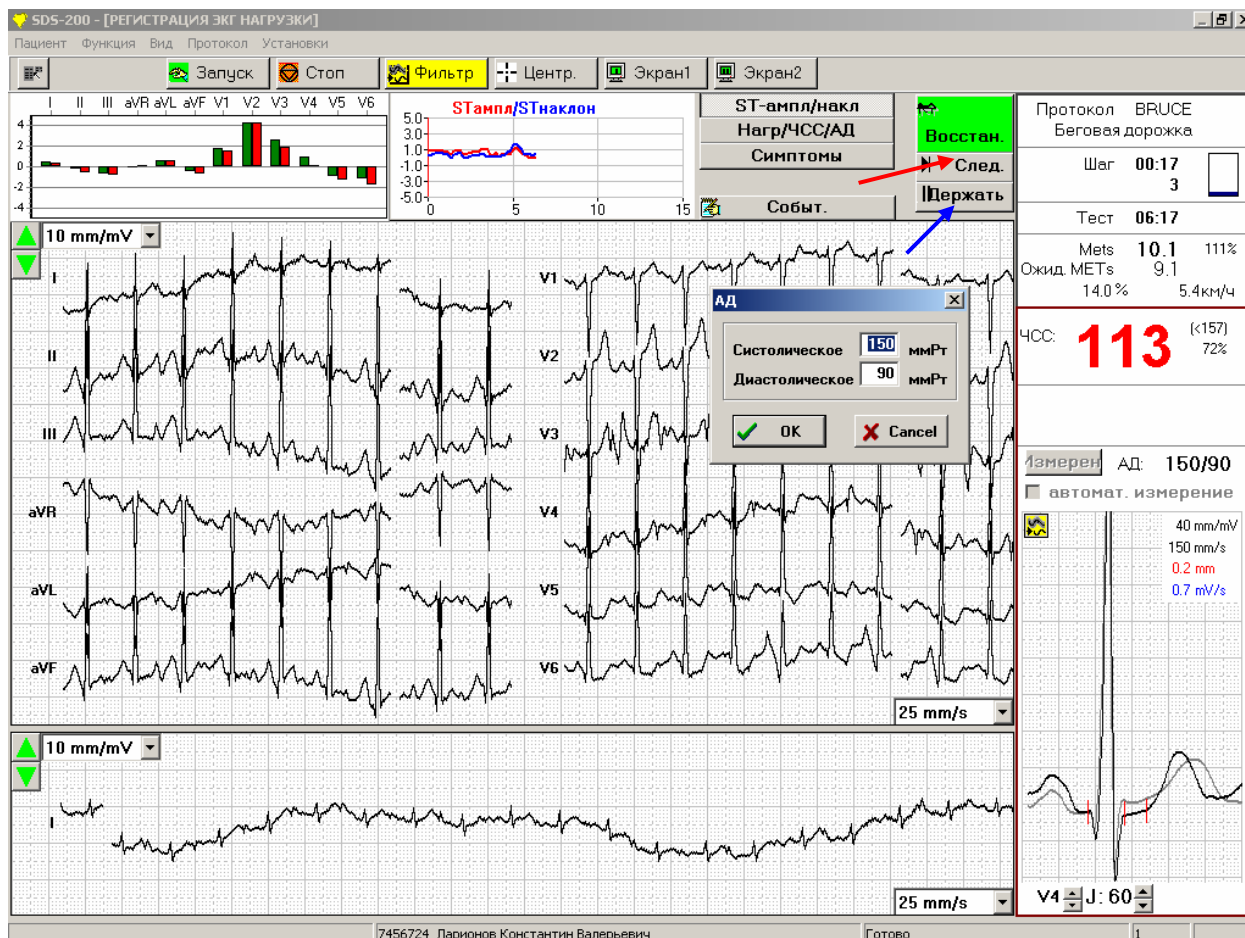 SDS-200 - [РЕГИСТРАЦИЯ ЭКГ НАГРУЗКИ]
Пациент Функция Вид Протокол Установки
Запуск Стоп Фильтр Центр. Экран1 Экран2
I II III aVR aVL aVF V1 V2 V3 V4 V5 V6
4
2
0
-2
-4
STампл/STнаклон
5.0
3.0
1.0
-1.0
-3.0
-5.0
0 5 10 15
ST-ампл/накл
Нагр/ЧСС/АД
Симптомы
Событ.
Восстан.
След.
Держать
Протокол BRUCE
Беговая дорожка
Шаг 00:17
3
Тест 06:17
Mets 10.1 111%
Ожид. METs 9.1
14.0% 5.4км/ч
ЧСС: 113 (<157)
72%
Измерен АД: 150/90
автомат. измерение
40 mm/mV
150 mm/s
0.2 mm
0.7 mV/s
V4 J: 60
10 mm/mV
I
II
III
aVR
aVL
aVF
V1
V2
V3
V4
V5
V6
25 mm/s
АД
Систолическое 150 ммРт
Диастолическое 90 ммРт
OK Cancel
10 mm/mV
I
25 mm/s
7456724 Ларионов Константин Валерьевич Готово 1